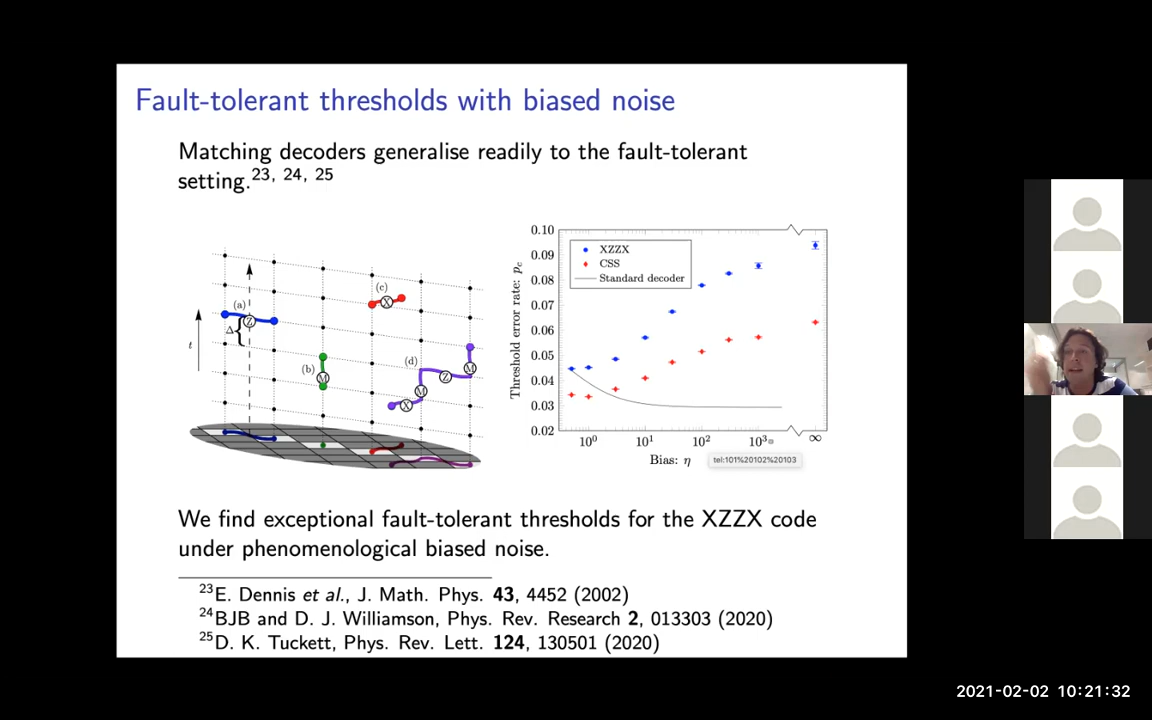 Fault-tolerant thresholds with biased noise
Matching decoders generalise readily to the fault-tolerant
setting.23, 24, 25
t
(a)
Z
Δ
(b)
M
(c)
X
(d)
X
M
Z
M
Threshold error rate: pc
0.10
0.09
0.08
0.07
0.06
0.05
0.04
0.03
0.02
XZZX
CSS
Standard decoder
10^0
10^1
10^2
10^3
∞
Bias: η
tel:101%20102%20103
We find exceptional fault-tolerant thresholds for the XZZX code
under phenomenological biased noise.
23E. Dennis et al., J. Math. Phys. 43, 4452 (2002)
24BJB and D. J. Williamson, Phys. Rev. Research 2, 013303 (2020)
25D. K. Tuckett, Phys. Rev. Lett. 124, 130501 (2020)
2021-02-02 10:21:32